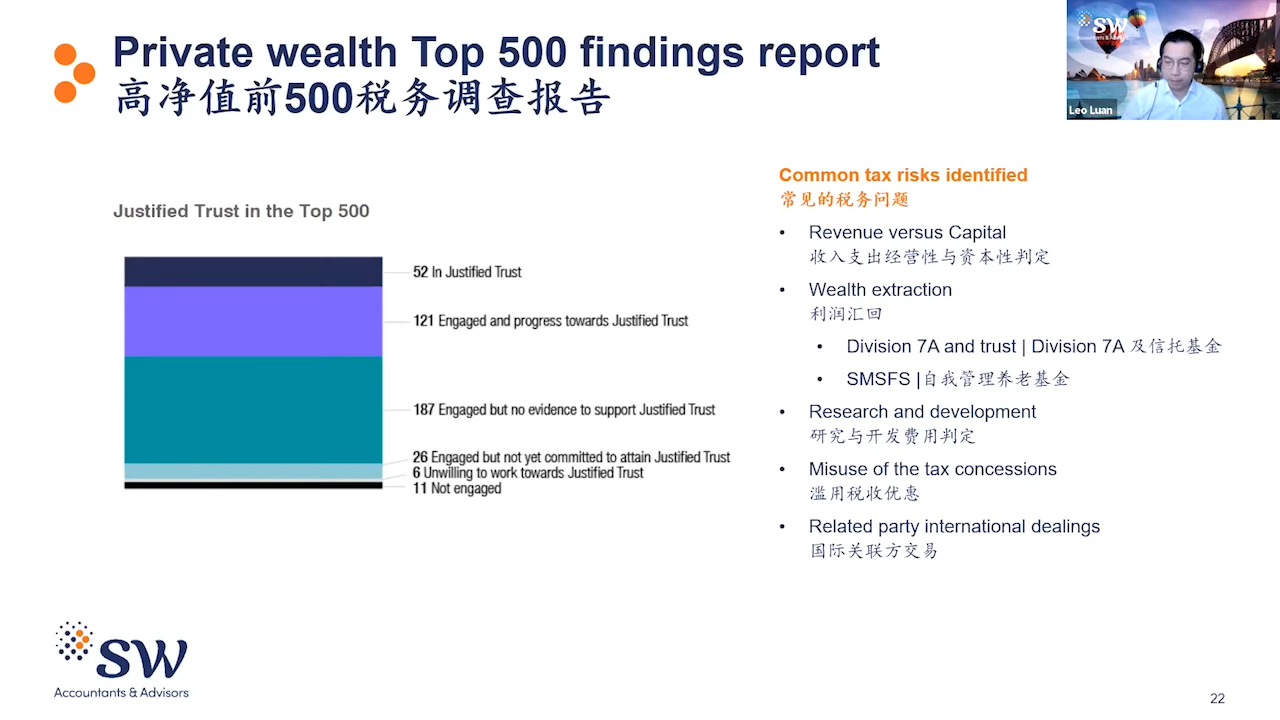 Private wealth Top 500 findings report
高净值前500税务调查报告
SW
Accountants & Advisors
Leo Luan
Justified Trust in the Top 500
52 In Justified Trust
121 Engaged and progress towards Justified Trust
187 Engaged but no evidence to support Justified Trust
26 Engaged but not yet committed to attain Justified Trust
6 Unwilling to work towards Justified Trust
11 Not engaged
Common tax risks identified
常见的税务问题
• Revenue versus Capital
收入支出经营性与资本性判定
• Wealth extraction
利润汇回
• Division 7A and trust | Division 7A 及信托基金
• SMSFS |自我管理养老基金
• Research and development
研究与开发费用判定
• Misuse of the tax concessions
滥用税收优惠
• Related party international dealings
国际关联方交易
SW
Accountants & Advisors
22